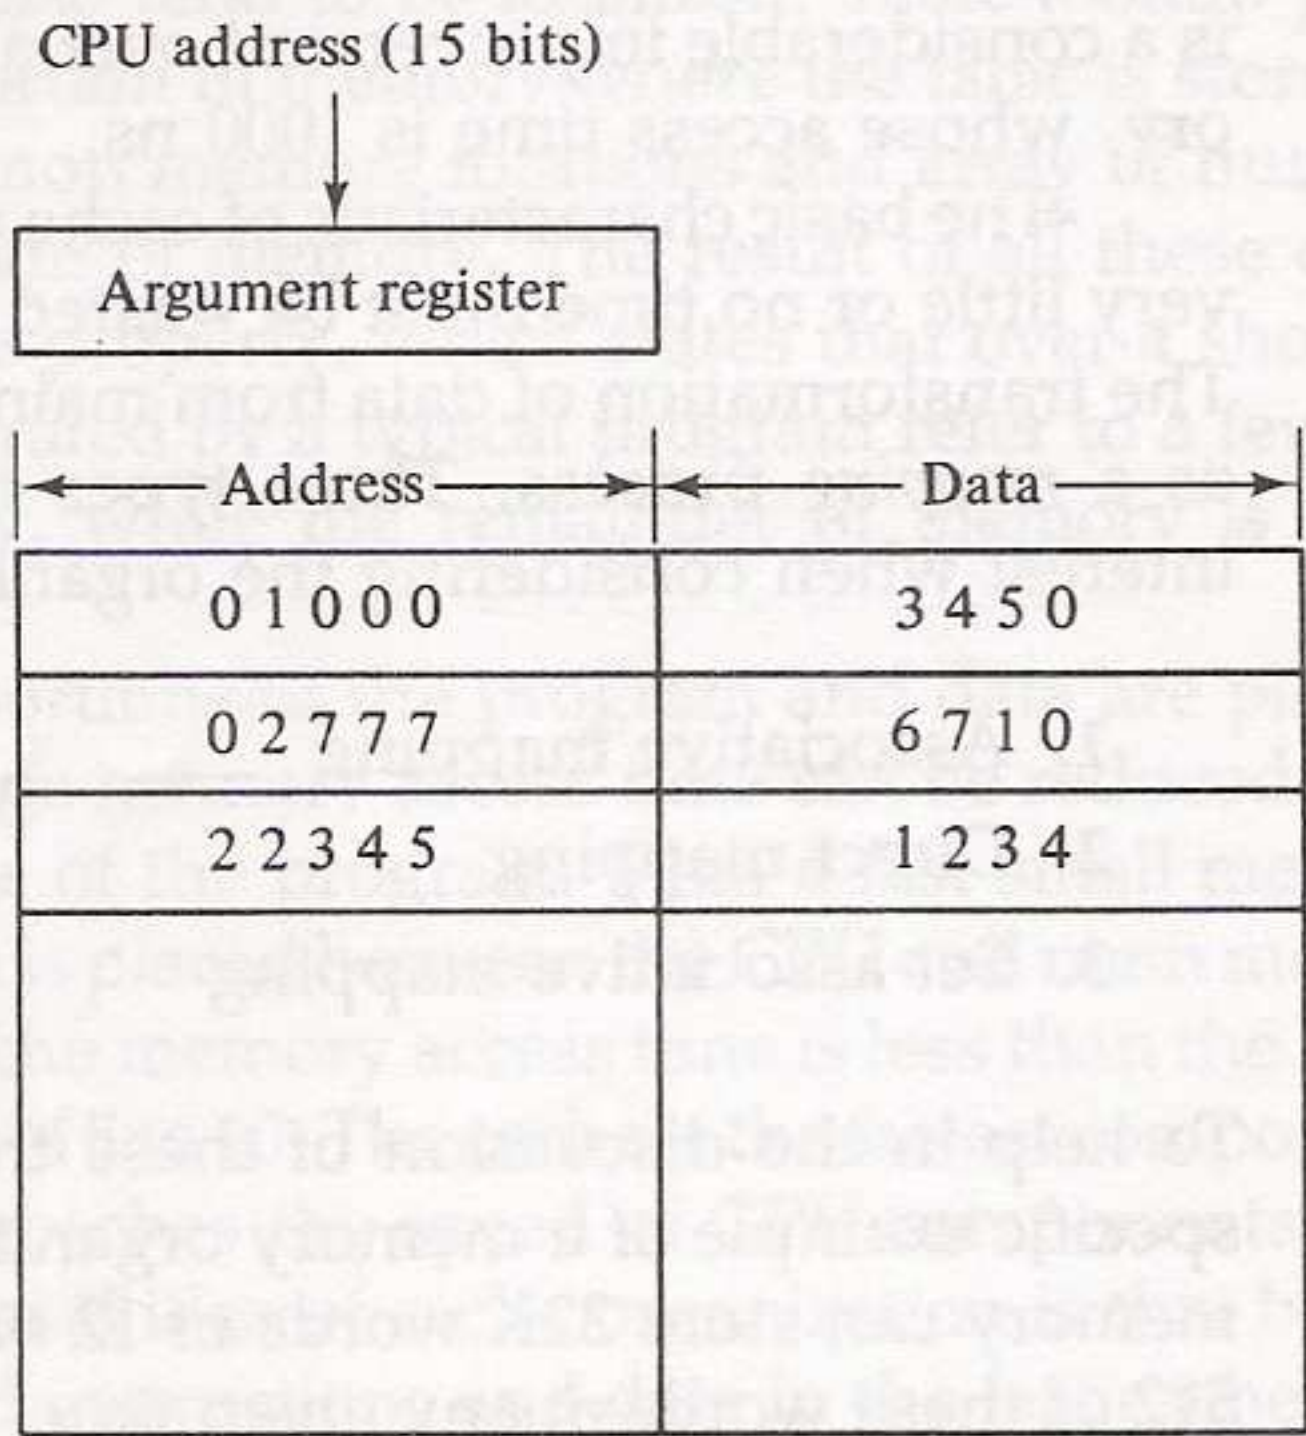 CPU address (15 bits)
Argument register
Address Data
0 1 0 0 0 3 4 5 0
0 2 7 7 7 6 7 1 0
2 2 3 4 5 1 2 3 4